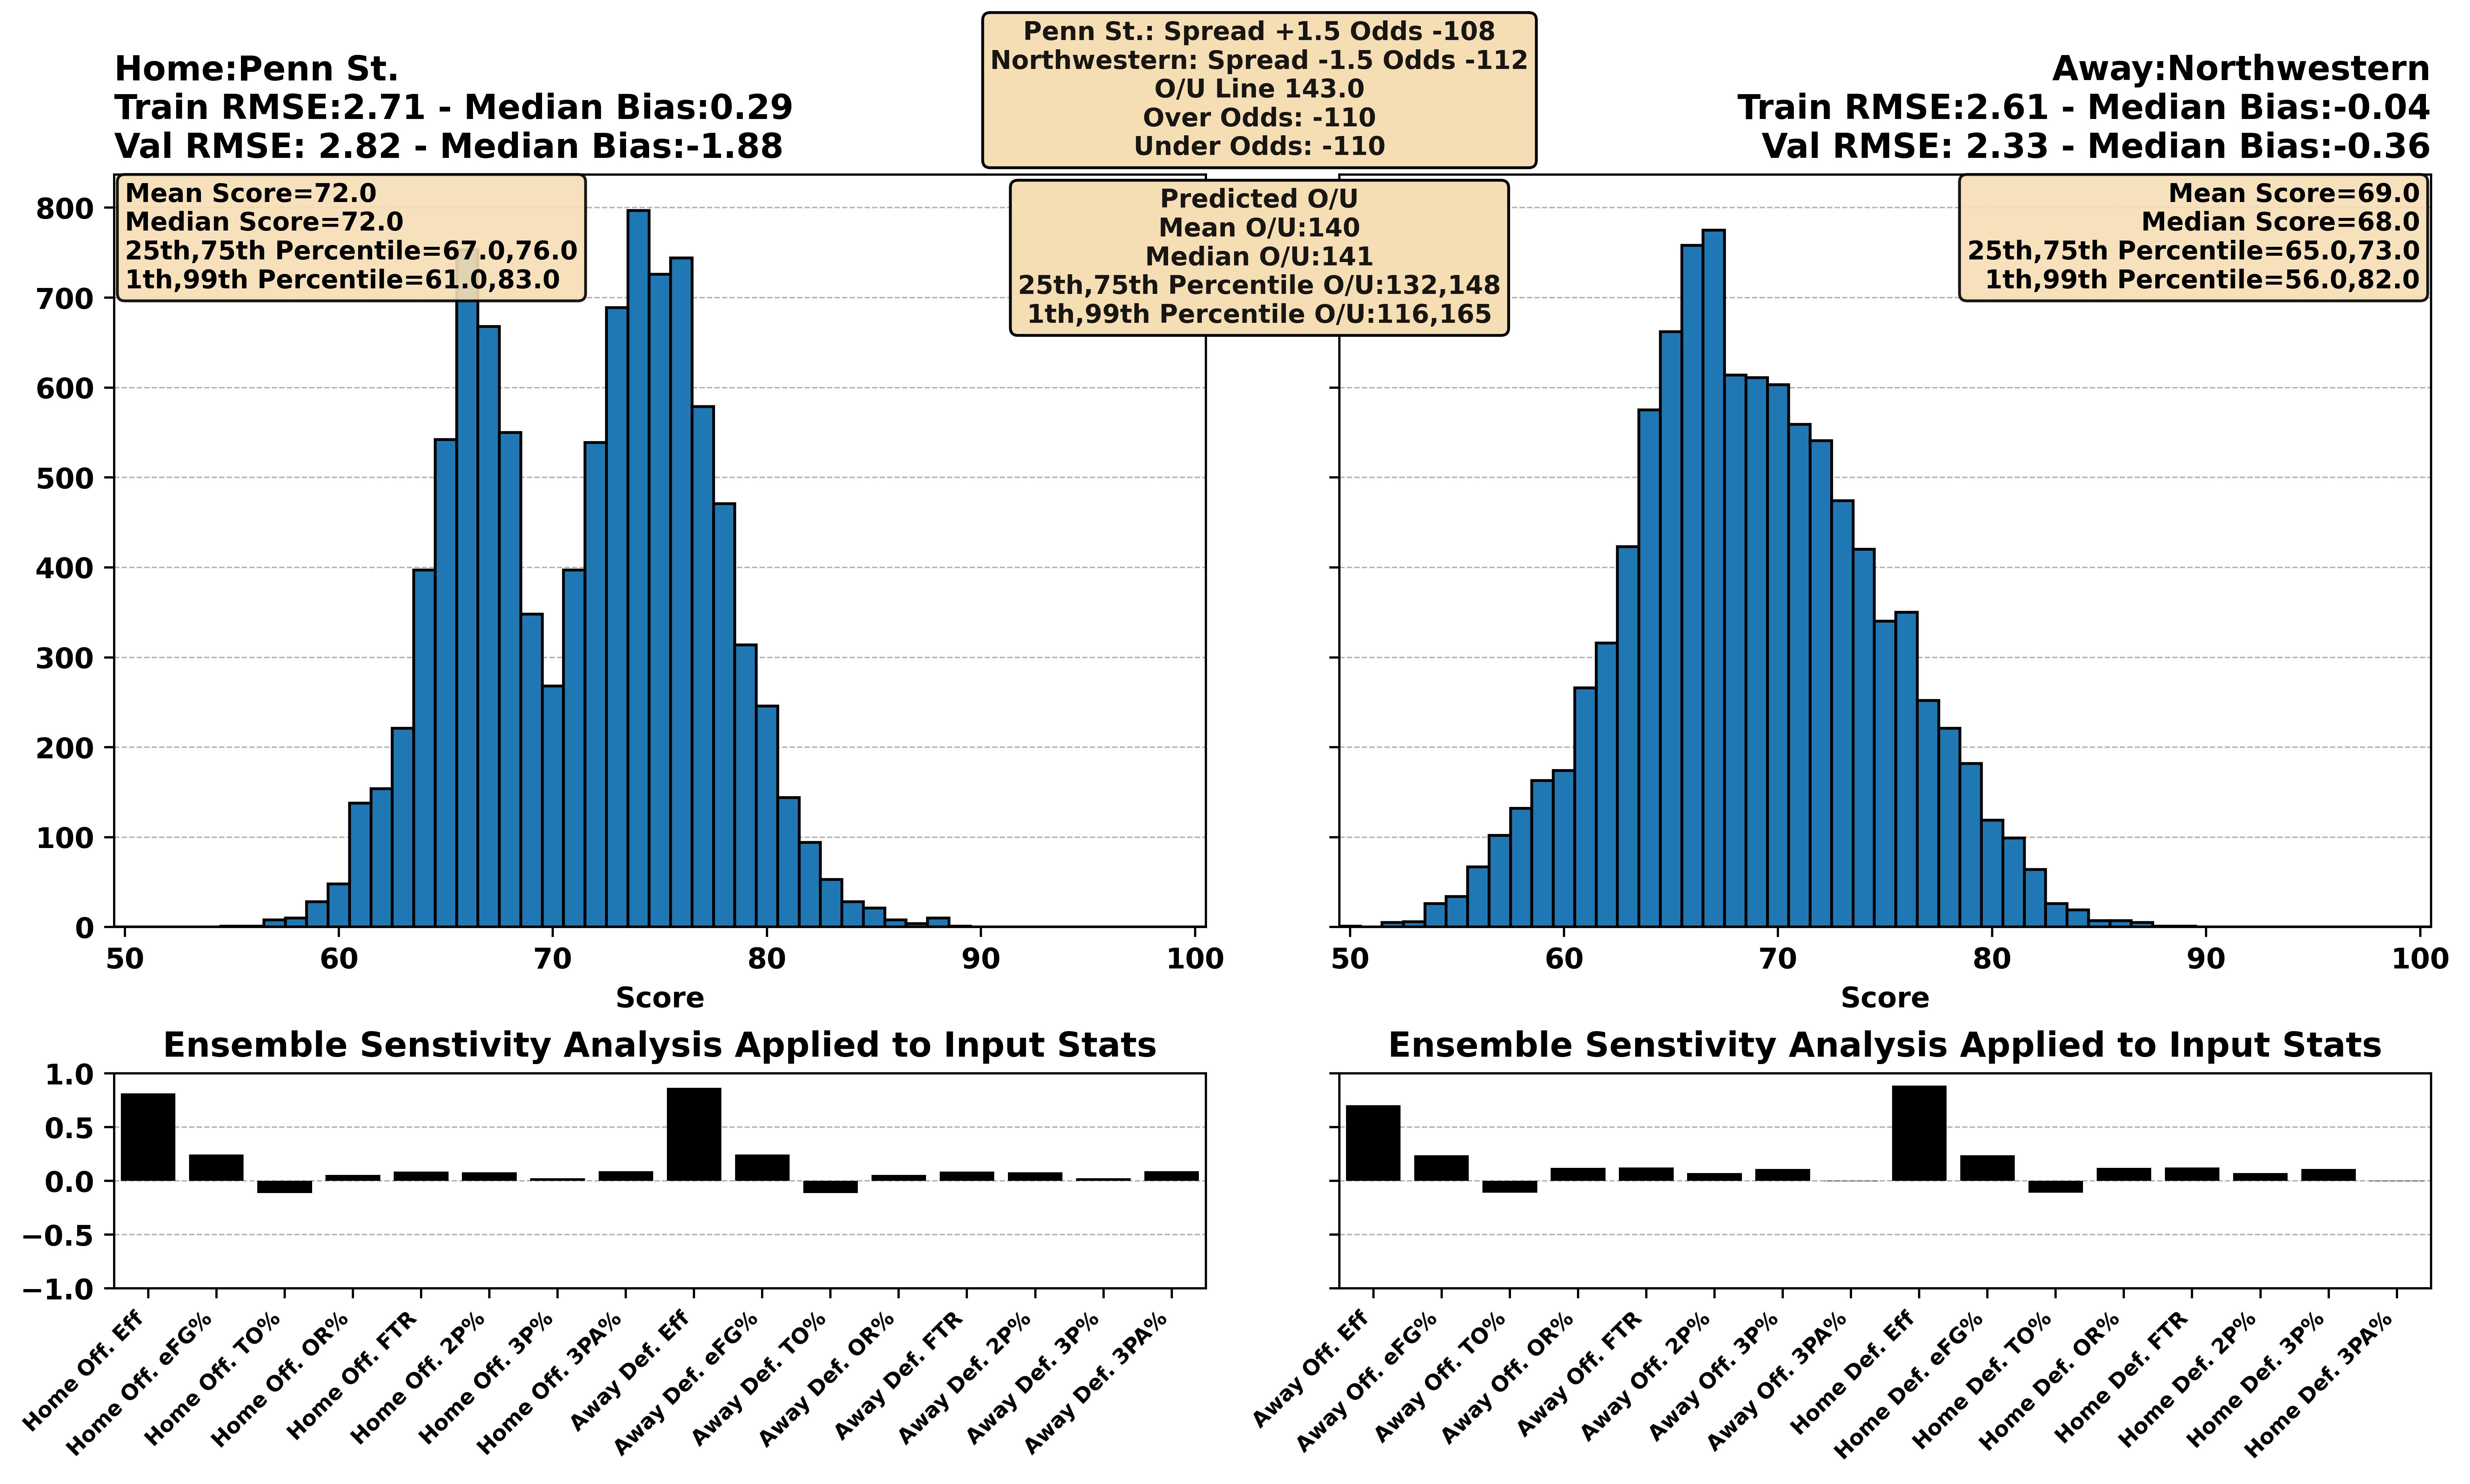 Penn St.: Spread +1.5 Odds -108
Northwestern: Spread -1.5 Odds -112
O/U Line 143.0
Over Odds: -110
Under Odds: -110
Home:Penn St.
Train RMSE:2.71 - Median Bias:0.29
Val RMSE: 2.82 - Median Bias:-1.88
Away:Northwestern
Train RMSE:2.61 - Median Bias:-0.04
Val RMSE: 2.33 - Median Bias:-0.36
Mean Score=72.0
Median Score=72.0
25th,75th Percentile=67.0,76.0
1th,99th Percentile=61.0,83.0
Predicted O/U
Mean O/U:140
Median O/U:141
25th,75th Percentile O/U:132,148
1th,99th Percentile O/U:116,165
Mean Score=69.0
Median Score=68.0
25th,75th Percentile=65.0,73.0
1th,99th Percentile=56.0,82.0
800
700
600
500
400
300
200
100
0
50 60 70 80 90 100
Score
50 60 70 80 90 100
Score
Ensemble Senstivity Analysis Applied to Input Stats
1.0
0.5
0.0
−0.5
−1.0
Home Off. Eff
Home Off. eFG%
Home Off. TO%
Home Off. OR%
Home Off. FTR
Home Off. 2P%
Home Off. 3P%
Home Off. 3PA%
Away Def. Eff
Away Def. eFG%
Away Def. TO%
Away Def. OR%
Away Def. FTR
Away Def. 2P%
Away Def. 3P%
Away Def. 3PA%
Ensemble Senstivity Analysis Applied to Input Stats
Away Off. Eff
Away Off. eFG%
Away Off. TO%
Away Off. OR%
Away Off. FTR
Away Off. 2P%
Away Off. 3P%
Away Off. 3PA%
Home Def. Eff
Home Def. eFG%
Home Def. TO%
Home Def. OR%
Home Def. FTR
Home Def. 2P%
Home Def. 3P%
Home Def. 3PA%